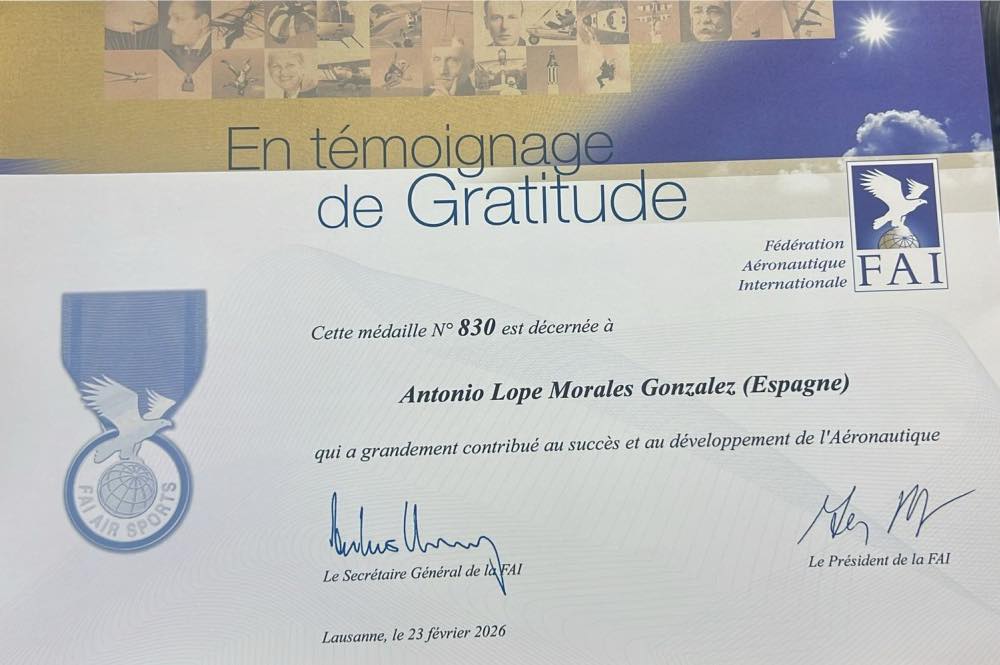 En témoignage
de Gratitude
Fédération
Aéronautique
Internationale
FAI
Cette médaille N° 830 est décernée à
Antonio Lope Morales Gonzalez (Espagne)
qui a grandement contribué au succès et au développement de l'Aéronautique
FAI AIR SPORTS
Le Secrétaire Général de la FAI
Le Président de la FAI
Lausanne, le 23 février 2026